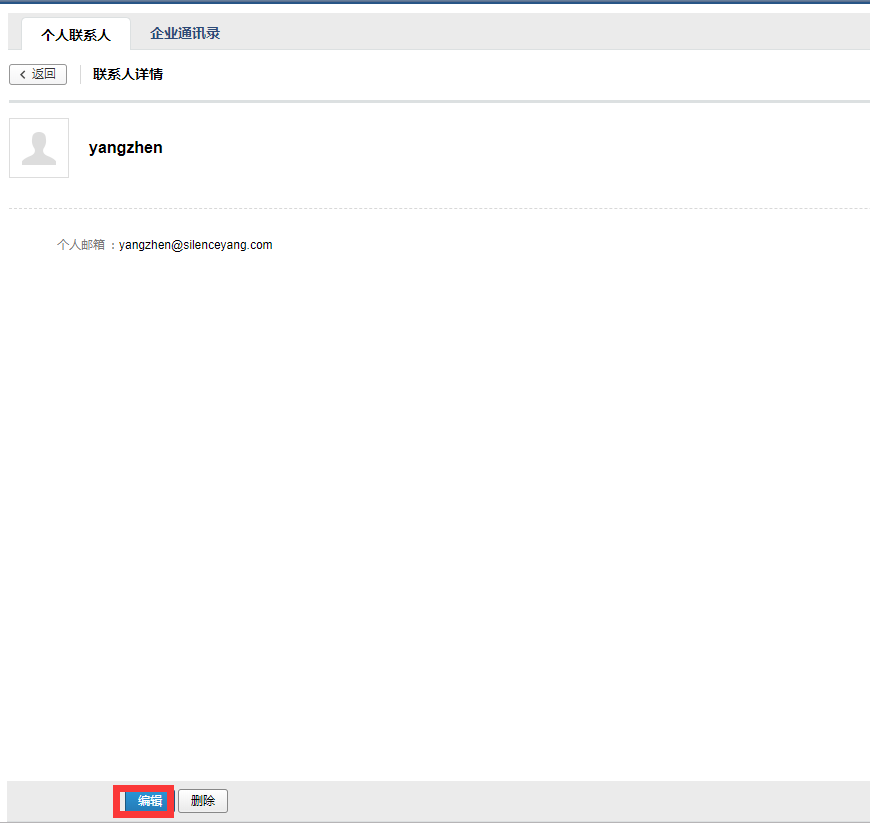 个人联系人 企业通讯录
返回 联系人详情
yangzhen
个人邮箱 : yangzhen@silenceyang.com
编辑 删除